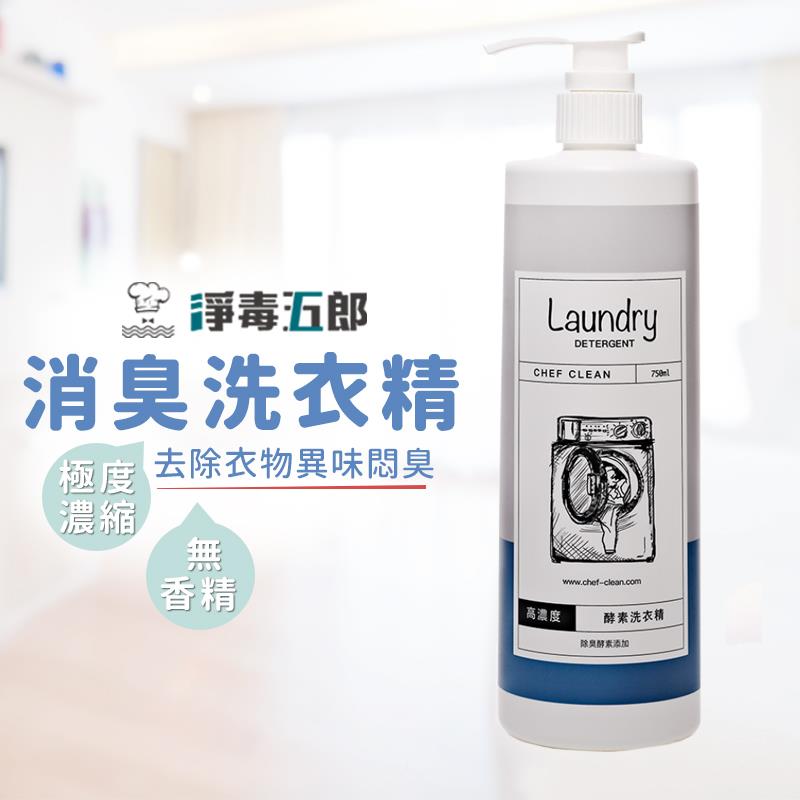 淨毒五郎
消臭洗衣精
去除衣物異味悶臭
極度
濃縮
無
香精
Laundry
DETERGENT
CHEF CLEAN 750ml
www.chef-clean.com
高濃度 酵素洗衣精
除臭酵素添加